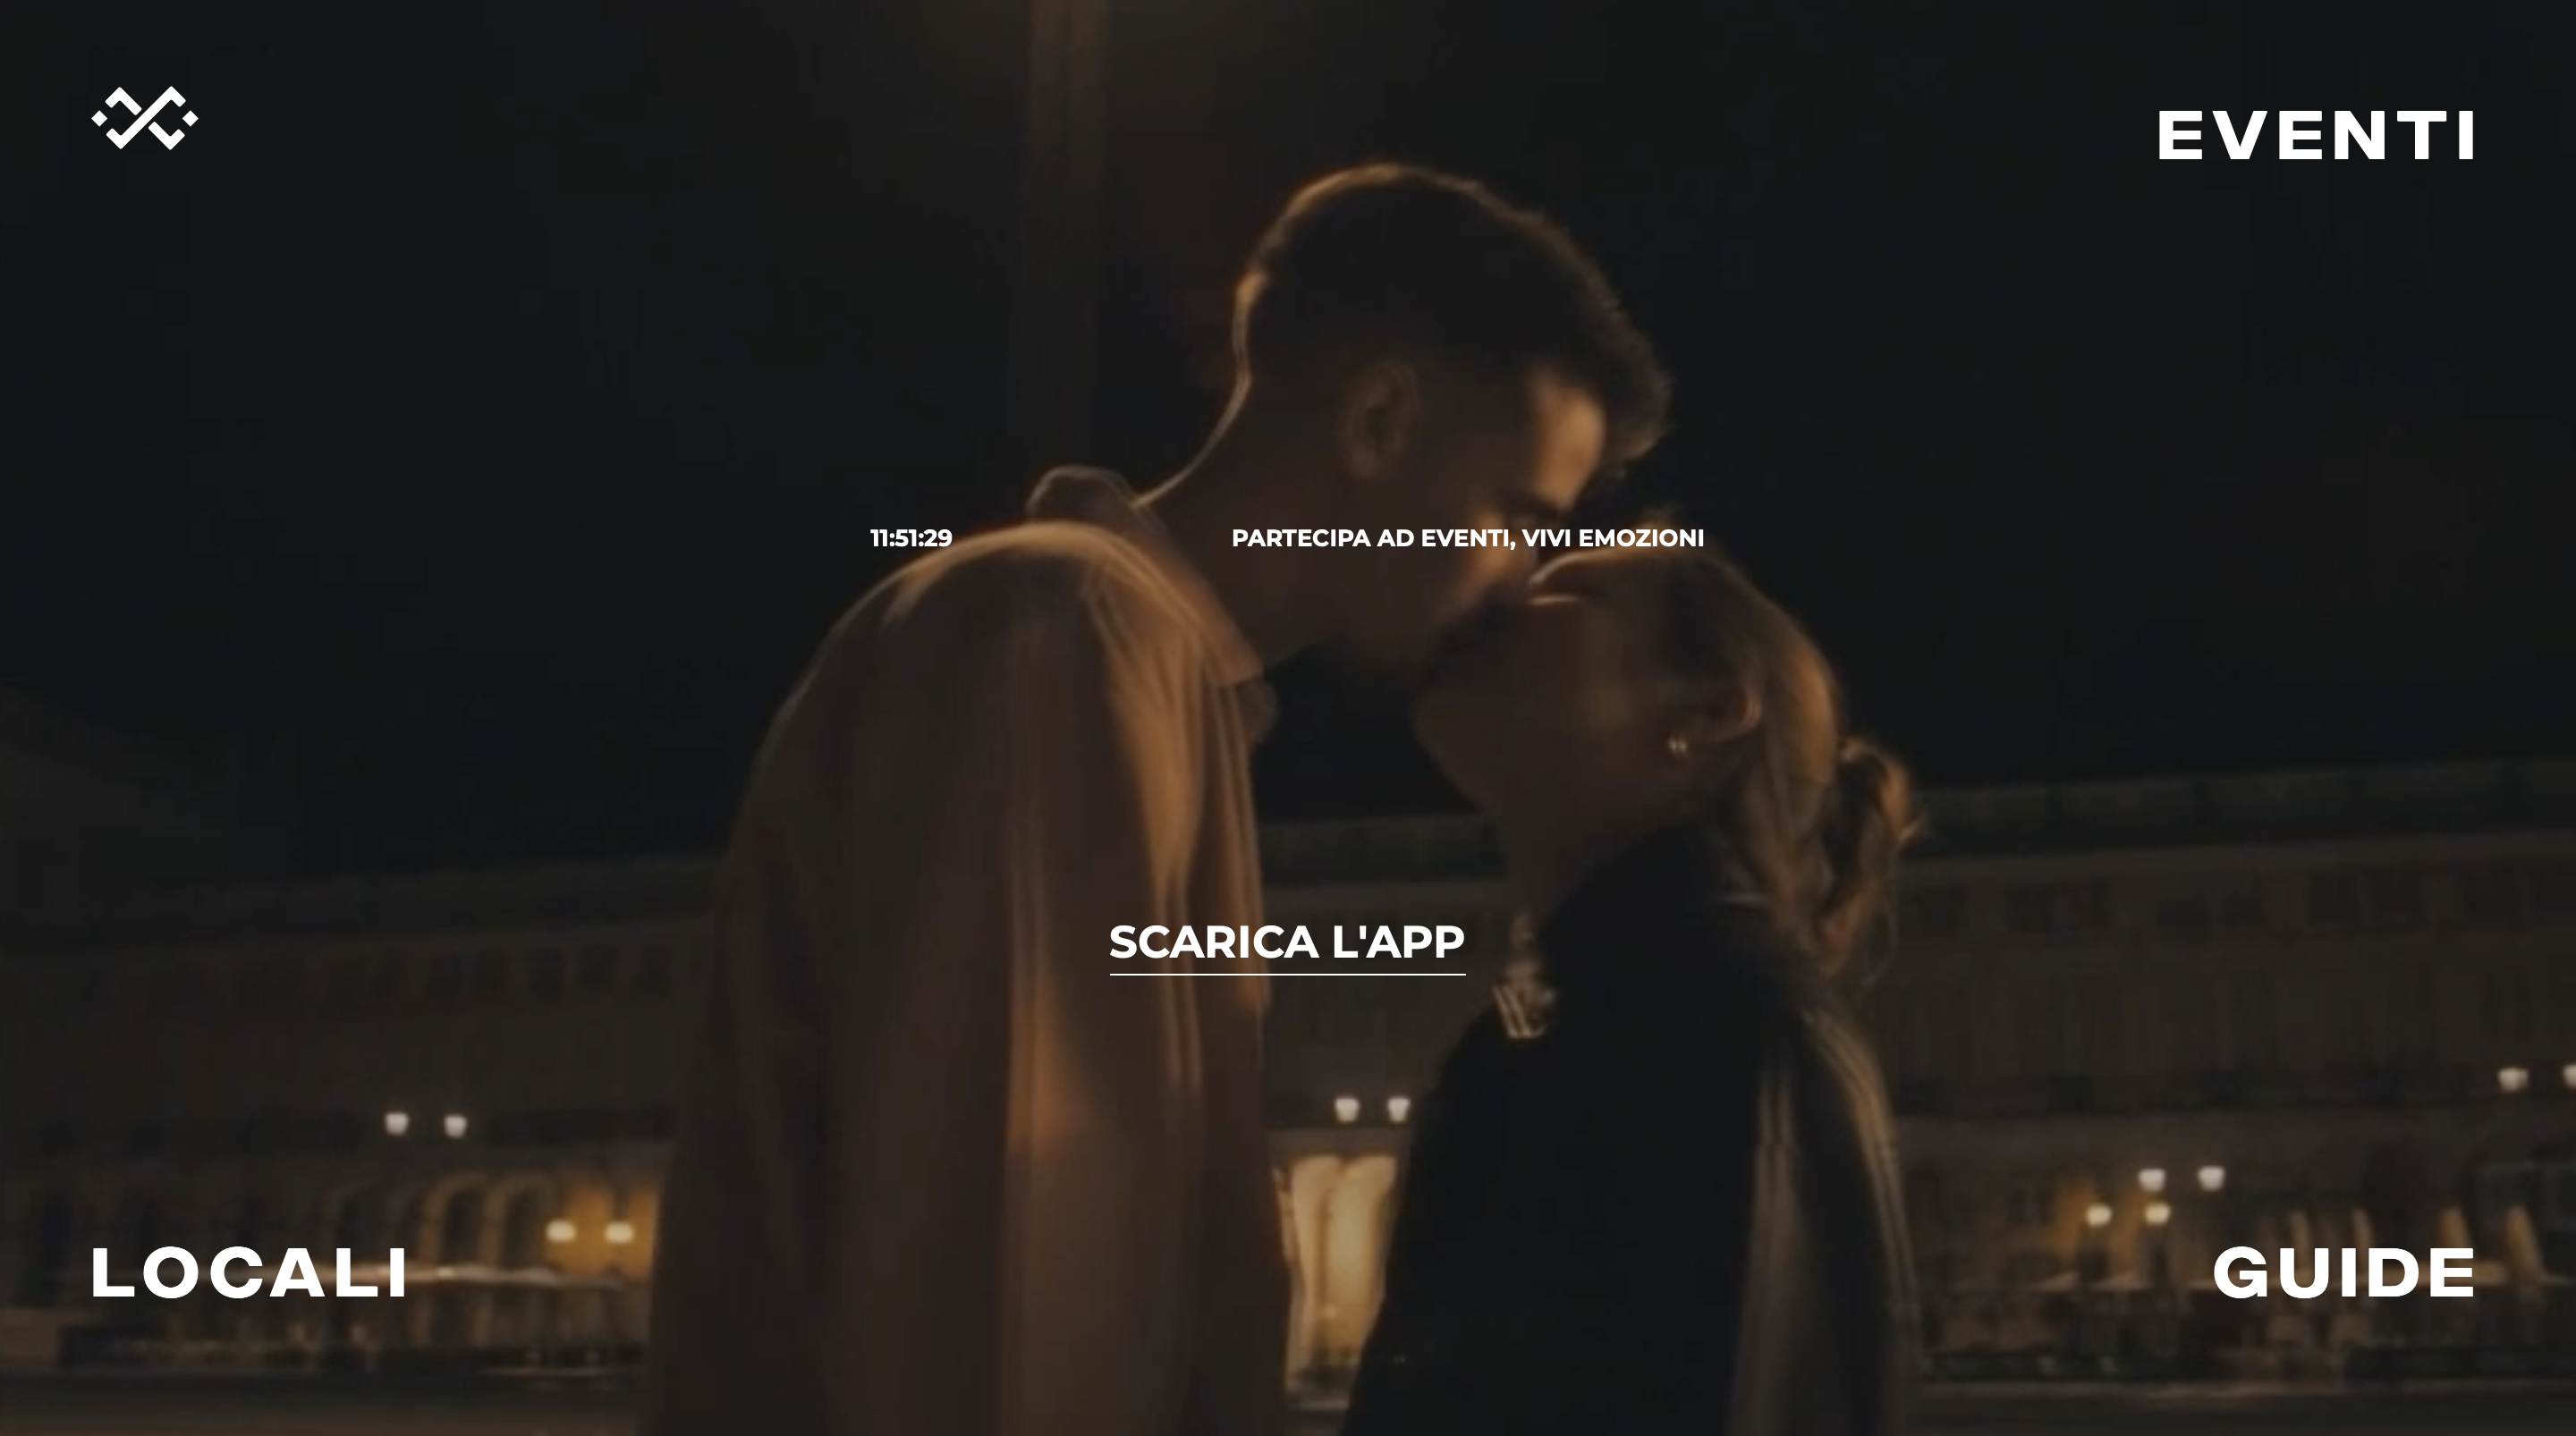 EVENTI
11:51:29
PARTECIPA AD EVENTI, VIVI EMOZIONI
SCARICA L'APP
LOCALI
GUIDE